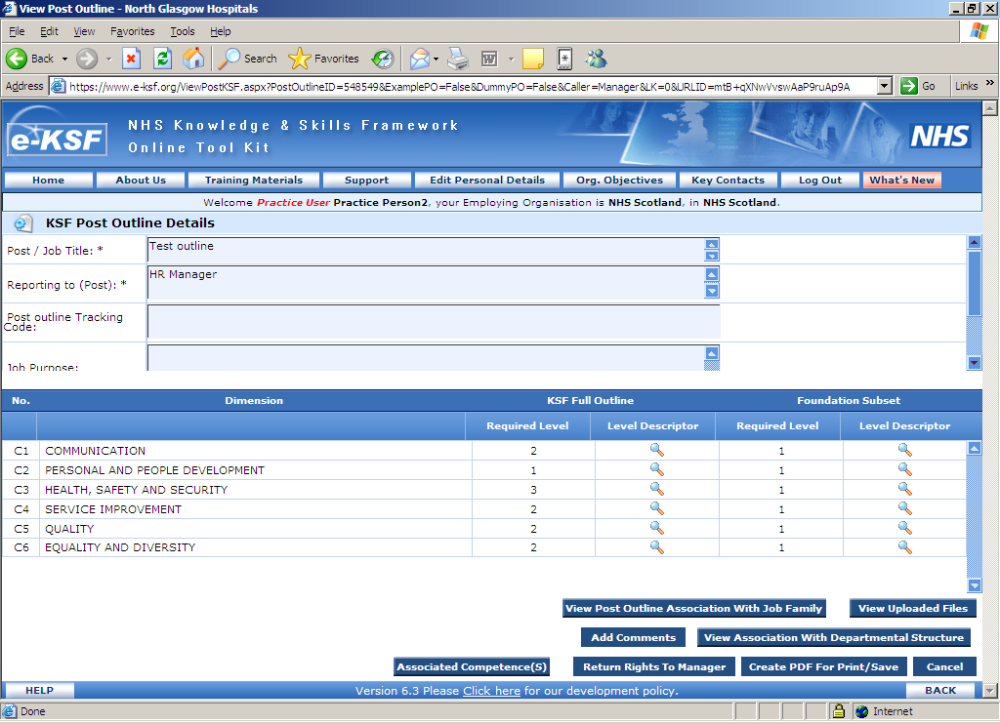 View Post Outline - North Glasgow Hospitals
File Edit View Favorites Tools Help
Back Search Favorites
Address https://www.e-ksf.org/ViewPostKSF.aspx?PostOutlineID=548549&ExamplePO=False&DummyPO=False&Caller=Manager&LK=0&URLID=mtB+qXNwVvswAaP9ruAp9A Go Links »
e-KSF NHS Knowledge & Skills Framework NHS
Online Tool Kit
Home About Us Training Materials Support Edit Personal Details Org. Objectives Key Contacts Log Out What's New
Welcome Practice User Practice Person2, your Employing Organisation is NHS Scotland, in NHS Scotland.
KSF Post Outline Details
Post / Job Title: * Test outline
Reporting to (Post): * HR Manager
Post outline Tracking
Code:
Job Purpose:
No. Dimension KSF Full Outline Foundation Subset
Required Level Level Descriptor Required Level Level Descriptor
C1 COMMUNICATION 2 1
C2 PERSONAL AND PEOPLE DEVELOPMENT 1 1
C3 HEALTH, SAFETY AND SECURITY 3 1
C4 SERVICE IMPROVEMENT 2 1
C5 QUALITY 2 1
C6 EQUALITY AND DIVERSITY 2 1
View Post Outline Association With Job Family View Uploaded Files
Add Comments View Association With Departmental Structure
Associated Competence(S) Return Rights To Manager Create PDF For Print/Save Cancel
HELP Version 6.3 Please Click here for our development policy. BACK
Done Internet